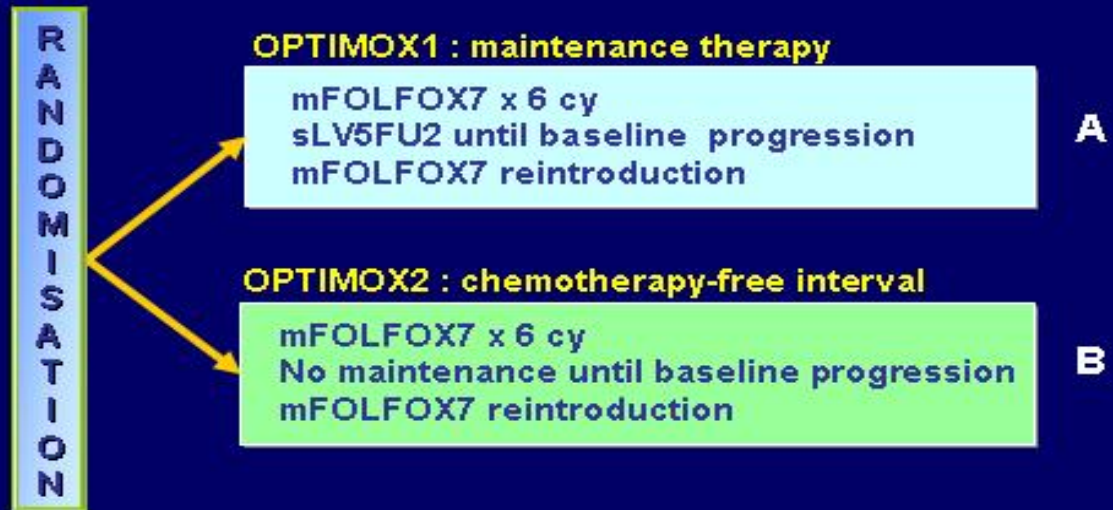 RANDOMISATION
OPTIMOX1 : maintenance therapy
mFOLFOX7 x 6 cy
sLV5FU2 until baseline progression
mFOLFOX7 reintroduction
A
OPTIMOX2 : chemotherapy-free interval
mFOLFOX7 x 6 cy
No maintenance until baseline progression
mFOLFOX7 reintroduction
B